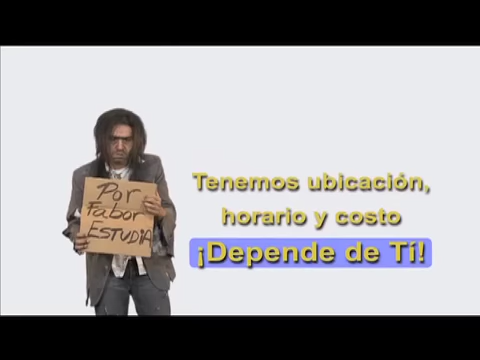 Por
Fabor
ESTUDIA
Tenemos ubicación,
horario y costo
¡Depende de Tí!